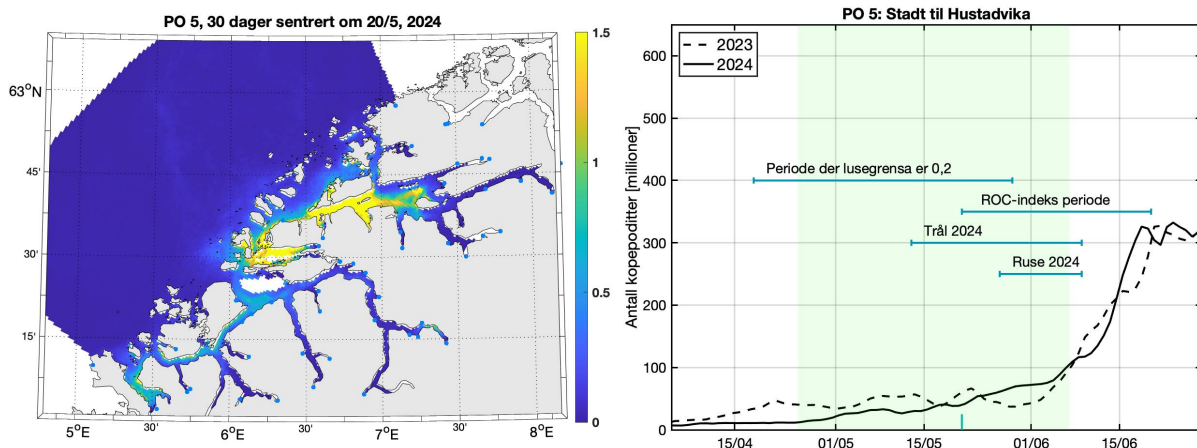 PO 5, 30 dager sentrert om 20/5, 2024
63°N
45'
30'
15'
5°E
30'
6°E
30'
7°E
30'
8°E
1.5
1
0.5
0
PO 5: Stadt til Hustadvika
2023
2024
Antall kopepoditter [millioner]
600
500
400
300
200
100
0
Periode der lusegrensa er 0,2
ROC-indeks periode
Trål 2024
Ruse 2024
15/04
01/05
15/05
01/06
15/06